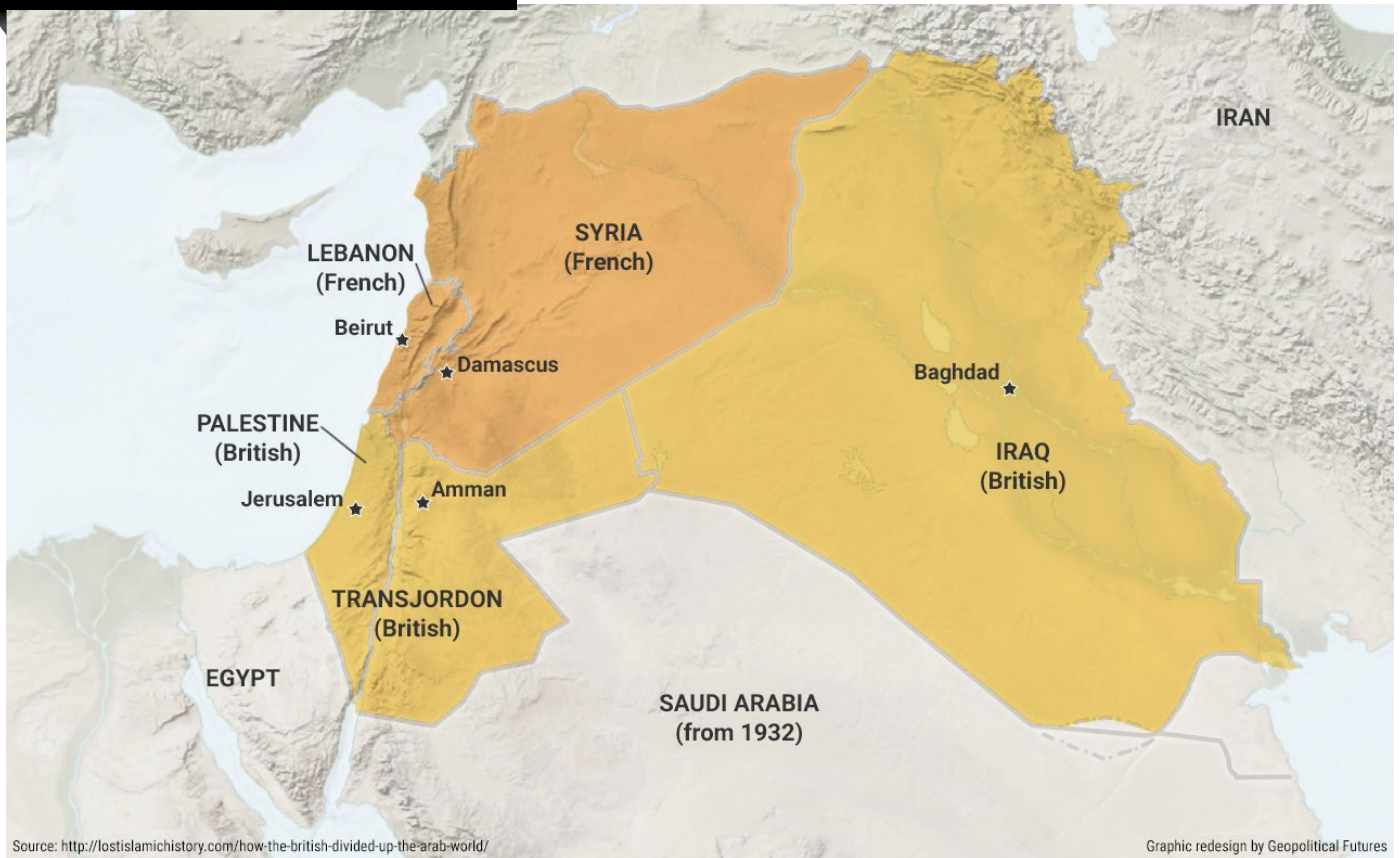 IRAN
SYRIA
(French)
LEBANON
(French)
Beirut
Damascus
Baghdad
PALESTINE
(British)
IRAQ
(British)
Jerusalem
Amman
TRANSJORDON
(British)
EGYPT
SAUDI ARABIA
(from 1932)
Source: http://lostislamichistory.com/how-the-british-divided-up-the-arab-world/
Graphic redesign by Geopolitical Futures